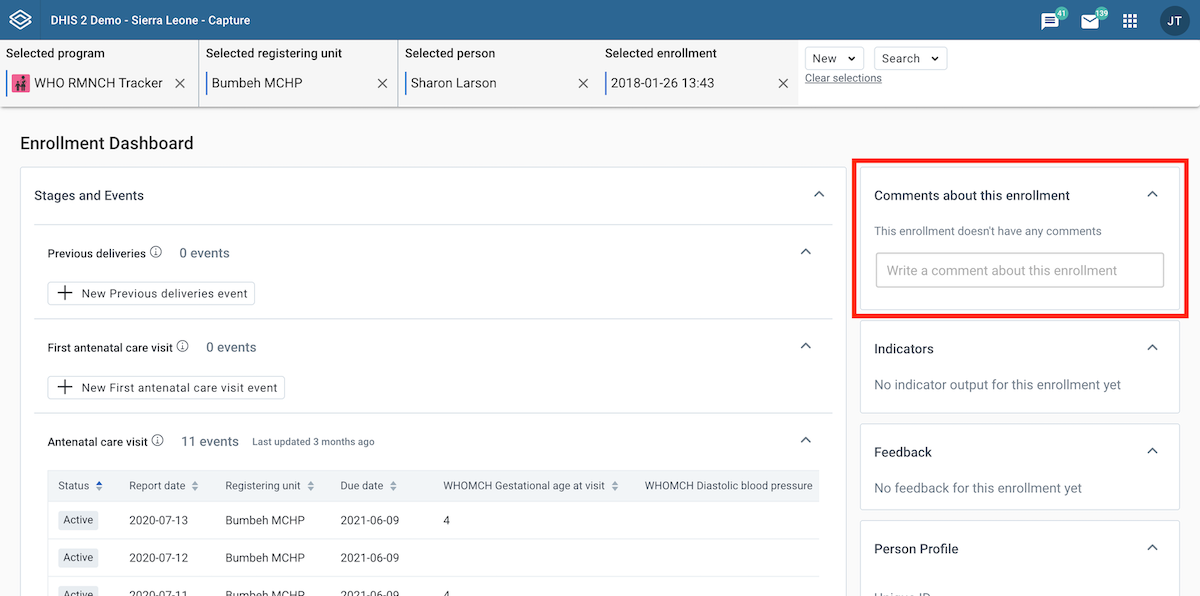 DHIS 2 Demo - Sierra Leone - Capture
41
139
JT
Selected program
WHO RMNCH Tracker
Selected registering unit
Bumbeh MCHP
Selected person
Sharon Larson
Selected enrollment
2018-01-26 13:43
New
Search
Clear selections
Enrollment Dashboard
Stages and Events
Previous deliveries 0 events
New Previous deliveries event
First antenatal care visit 0 events
New First antenatal care visit event
Antenatal care visit 11 events Last updated 3 months ago
Status Report date Registering unit Due date WHOMCH Gestational age at visit WHOMCH Diastolic blood pressure
Active 2020-07-13 Bumbeh MCHP 2021-06-09 4
Active 2020-07-12 Bumbeh MCHP 2021-06-09
Active 2020-07-11 Bumbeh MCHP 2021-06-09 4
Comments about this enrollment
This enrollment doesn't have any comments
Write a comment about this enrollment
Indicators
No indicator output for this enrollment yet
Feedback
No feedback for this enrollment yet
Person Profile
Unique ID